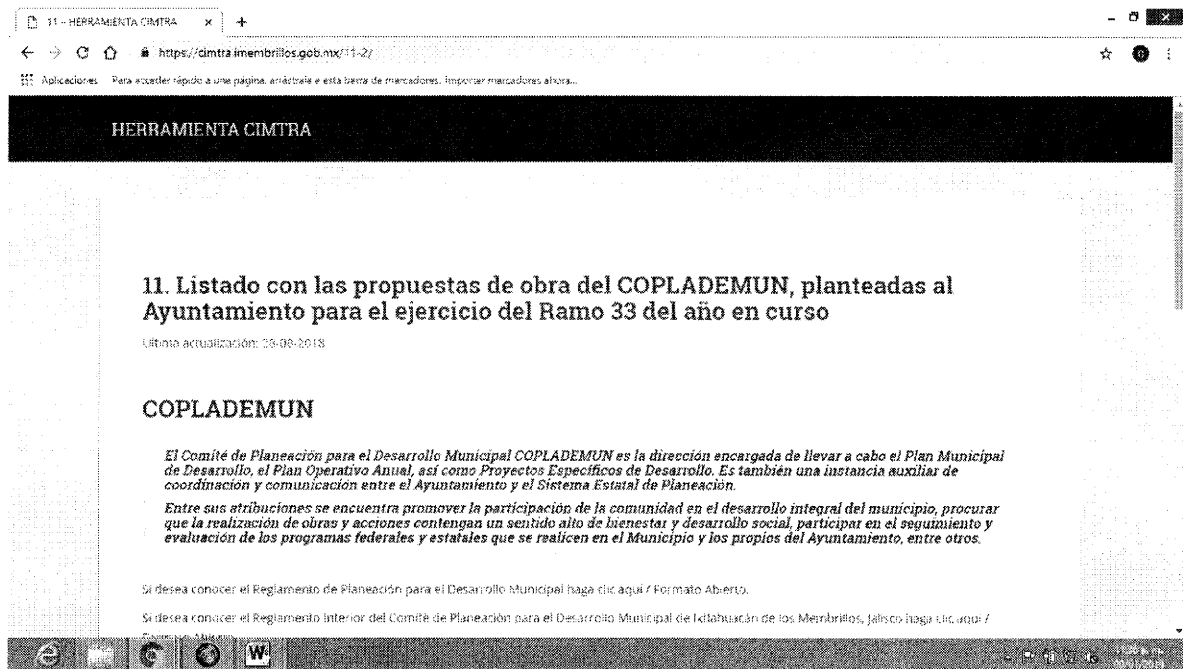 11 - HERRAMIENTA CIMTRA
https://cimtra.imembrillos.gob.mx/11-2/
Aplicaciones Para acceder rápido a una página, arrástrala a esta barra de marcadores. Importar marcadores ahora...
HERRAMIENTA CIMTRA
11. Listado con las propuestas de obra del COPLADEMUN, planteadas al
Ayuntamiento para el ejercicio del Ramo 33 del año en curso
Última actualización:
COPLADEMUN
El Comité de Planeación para el Desarrollo Municipal COPLADEMUN es la dirección encargada de llevar a cabo el Plan Municipal
de Desarrollo, el Plan Operativo Anual, así como Proyectos Específicos de Desarrollo. Es también una instancia auxiliar de
coordinación y comunicación entre el Ayuntamiento y el Sistema Estatal de Planeación.
Entre sus atribuciones se encuentra promover la participación de la comunidad en el desarrollo integral del municipio, procurar
que la realización de obras y acciones contengan un sentido alto de bienestar y desarrollo social, participar en el seguimiento y
evaluación de los programas federales y estatales que se realicen en el Municipio y los propios del Ayuntamiento, entre otros.
Si desea conocer el Reglamento de Planeación para el Desarrollo Municipal haga clic aquí / Formato Abierto.
Si desea conocer el Reglamento Interior del Comité de Planeación para el Desarrollo Municipal de Ixtlahuacán de los Membrillos, Jalisco haga clic aquí /
W